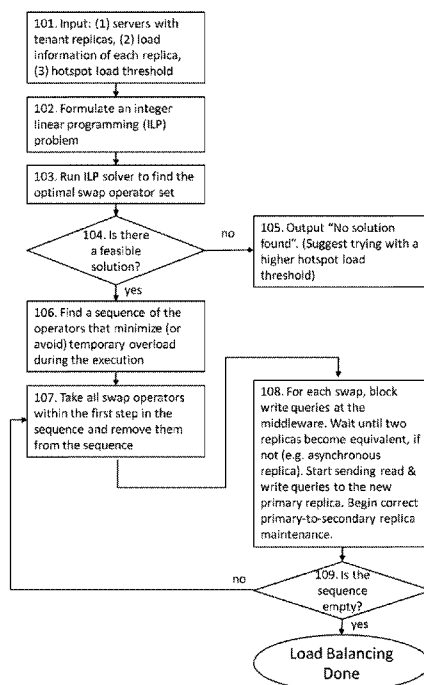 101. Input: (1) servers with
tenant replicas, (2) load
information of each replica,
(3) hotspot load threshold
102. Formulate an integer
linear programming (ILP)
problem
103. Run ILP solver to find the
optimal swap operator set
104. Is there
a feasible
solution?
no
105. Output “No solution
found”. (Suggest trying with a
higher hotspot load
threshold)
yes
106. Find a sequence of the
operators that minimize (or
avoid) temporary overload
during the execution
107. Take all swap operators
within the first step in the
sequence and remove them
from the sequence
108. For each swap, block
write queries at the
middleware. Wait until two
replicas become equivalent, if
not (e.g. asynchronous
replica). Start sending read &
write queries to the new
primary replica. Begin correct
primary-to-secondary replica
maintenance.
no
109. Is the
sequence
empty?
yes
Load Balancing
Done